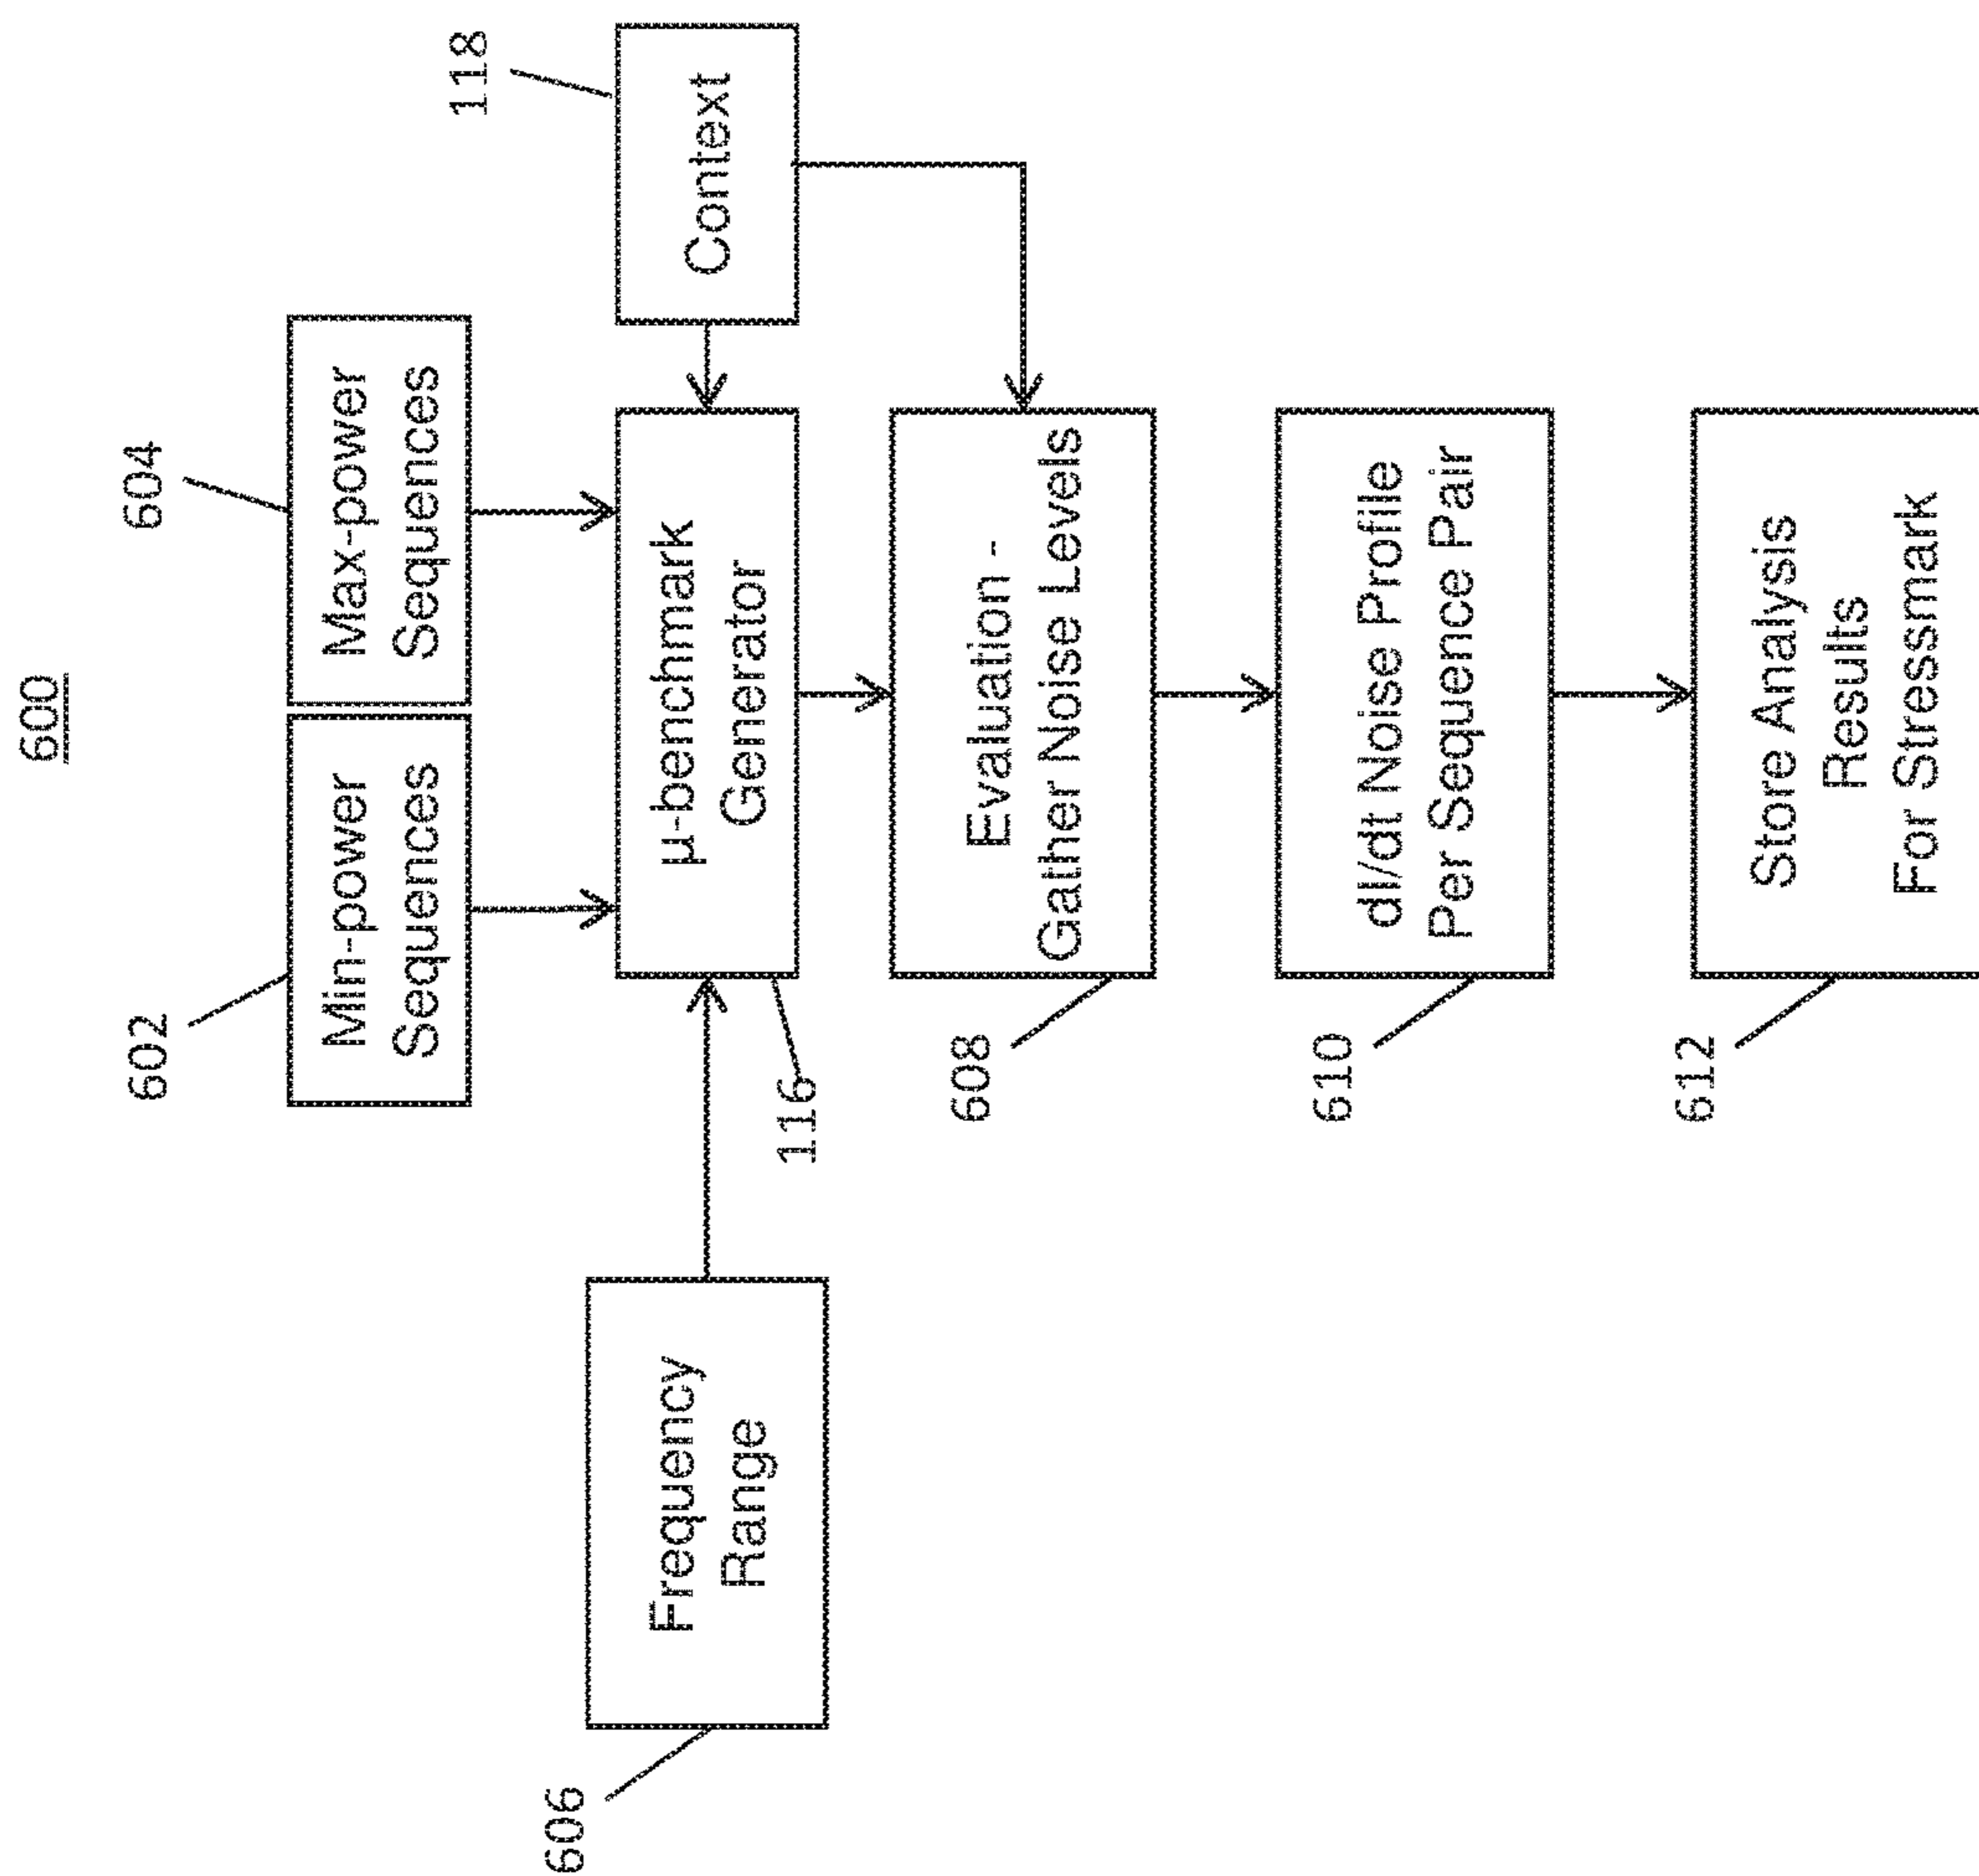 600
602
604
Min-power
Sequences
Max-power
Sequences
118
606
Frequency
Range
116
µ-benchmark
Generator
Context
608
Evaluation -
Gather Noise Levels
610
dI/dt Noise Profile
Per Sequence Pair
612
Store Analysis
Results
For Stressmark